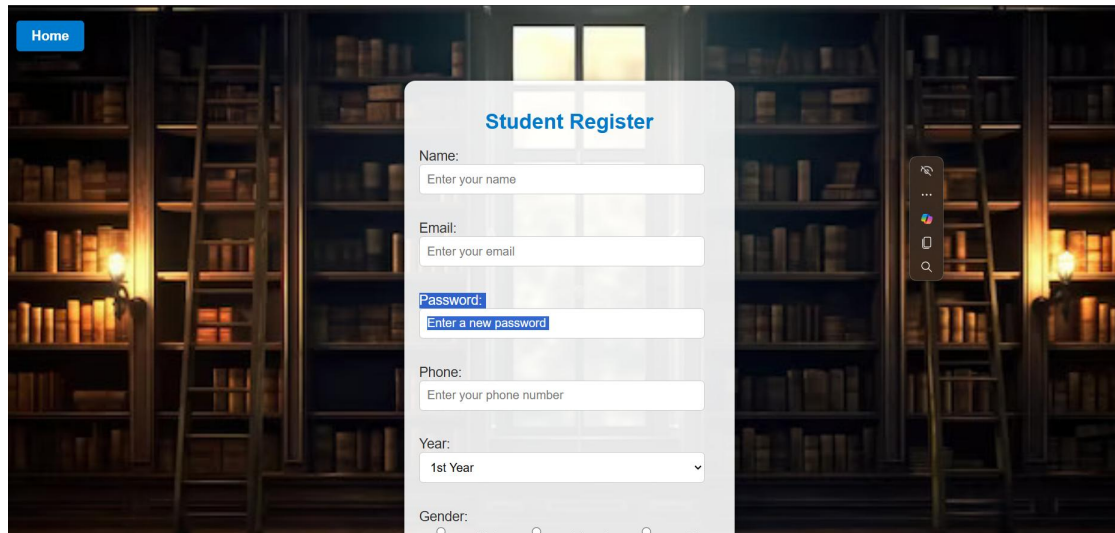 Home
Student Register
Name:
Enter your name
Email:
Enter your email
Password:
Enter a new password
Phone:
Enter your phone number
Year:
1st Year
Gender: